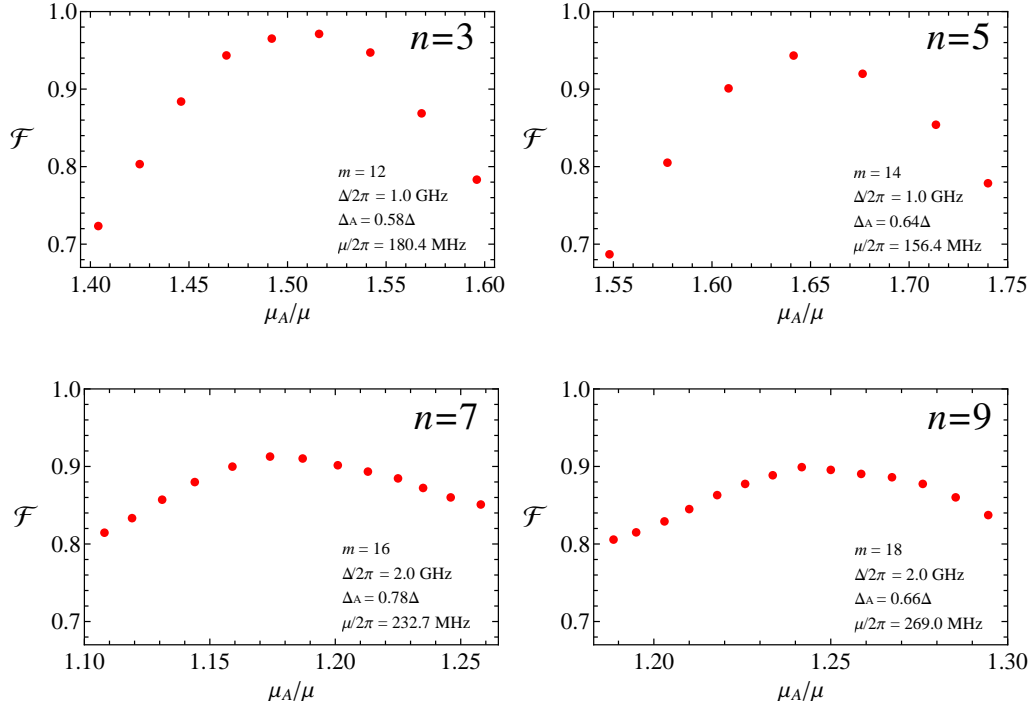 n=3
1.0
0.9
0.8
0.7
ℱ
m = 12
Δ/2π = 1.0 GHz
ΔA = 0.58Δ
μ/2π = 180.4 MHz
1.40 1.45 1.50 1.55 1.60
μA/μ
n=5
1.0
0.9
0.8
0.7
ℱ
m = 14
Δ/2π = 1.0 GHz
ΔA = 0.64Δ
μ/2π = 156.4 MHz
1.55 1.60 1.65 1.70 1.75
μA/μ
n=7
1.0
0.9
0.8
0.7
ℱ
m = 16
Δ/2π = 2.0 GHz
ΔA = 0.78Δ
μ/2π = 232.7 MHz
1.10 1.15 1.20 1.25
μA/μ
n=9
1.0
0.9
0.8
0.7
ℱ
m = 18
Δ/2π = 2.0 GHz
ΔA = 0.66Δ
μ/2π = 269.0 MHz
1.20 1.25 1.30
μA/μ